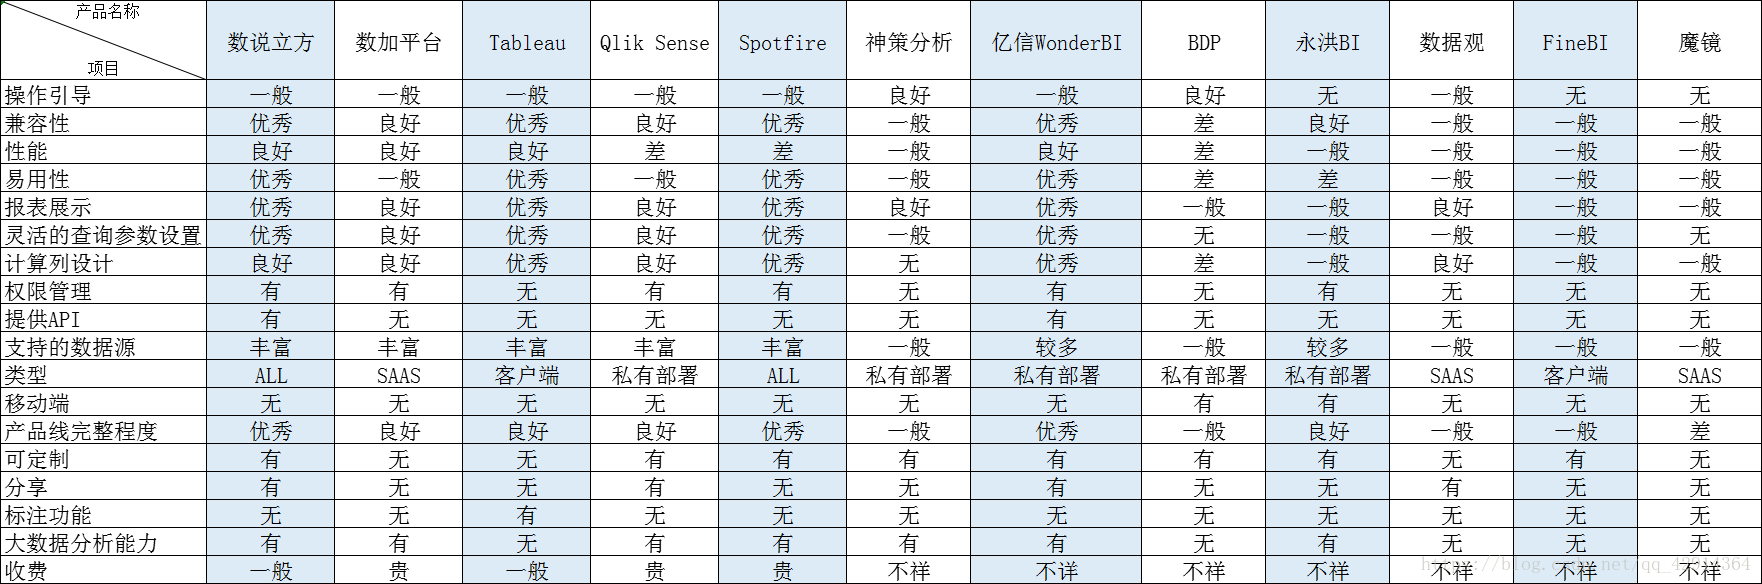 产品名称
项目 数说立方 数加平台 Tableau Qlik Sense Spotfire 神策分析 亿信WonderBI BDP 永洪BI 数据观 FineBI 魔镜
操作引导 一般 一般 一般 一般 一般 良好 一般 良好 无 一般 无 无
兼容性 优秀 良好 优秀 良好 优秀 一般 优秀 差 良好 一般 一般 一般
性能 良好 良好 良好 差 差 一般 良好 差 一般 一般 一般 一般
易用性 优秀 一般 优秀 一般 优秀 一般 优秀 差 差 一般 一般 一般
报表展示 优秀 良好 优秀 良好 优秀 良好 优秀 一般 一般 良好 一般 一般
灵活的查询参数设置 优秀 良好 优秀 良好 优秀 一般 优秀 无 一般 一般 一般 无
计算列设计 良好 良好 优秀 良好 优秀 无 优秀 差 一般 良好 一般 一般
权限管理 有 有 无 有 有 无 有 无 有 无 无 无
提供API 有 无 无 无 无 无 有 无 无 无 无 无
支持的数据源 丰富 丰富 丰富 丰富 丰富 一般 较多 一般 较多 一般 一般 一般
类型 ALL SAAS 客户端 私有部署 ALL 私有部署 私有部署 私有部署 私有部署 SAAS 客户端 SAAS
移动端 无 无 无 无 无 无 无 有 有 无 无 无
产品线完整程度 优秀 良好 良好 良好 优秀 一般 优秀 一般 良好 一般 一般 差
可定制 有 无 无 有 有 有 有 有 有 无 有 无
分享 有 无 无 有 无 无 有 无 无 有 无 无
标注功能 无 无 有 无 无 无 无 无 无 无 无 无
大数据分析能力 有 有 无 有 有 有 有 无 有 无 无 无
收费 一般 贵 一般 贵 贵 不祥 不详 不祥 不祥 不祥 不祥 不祥